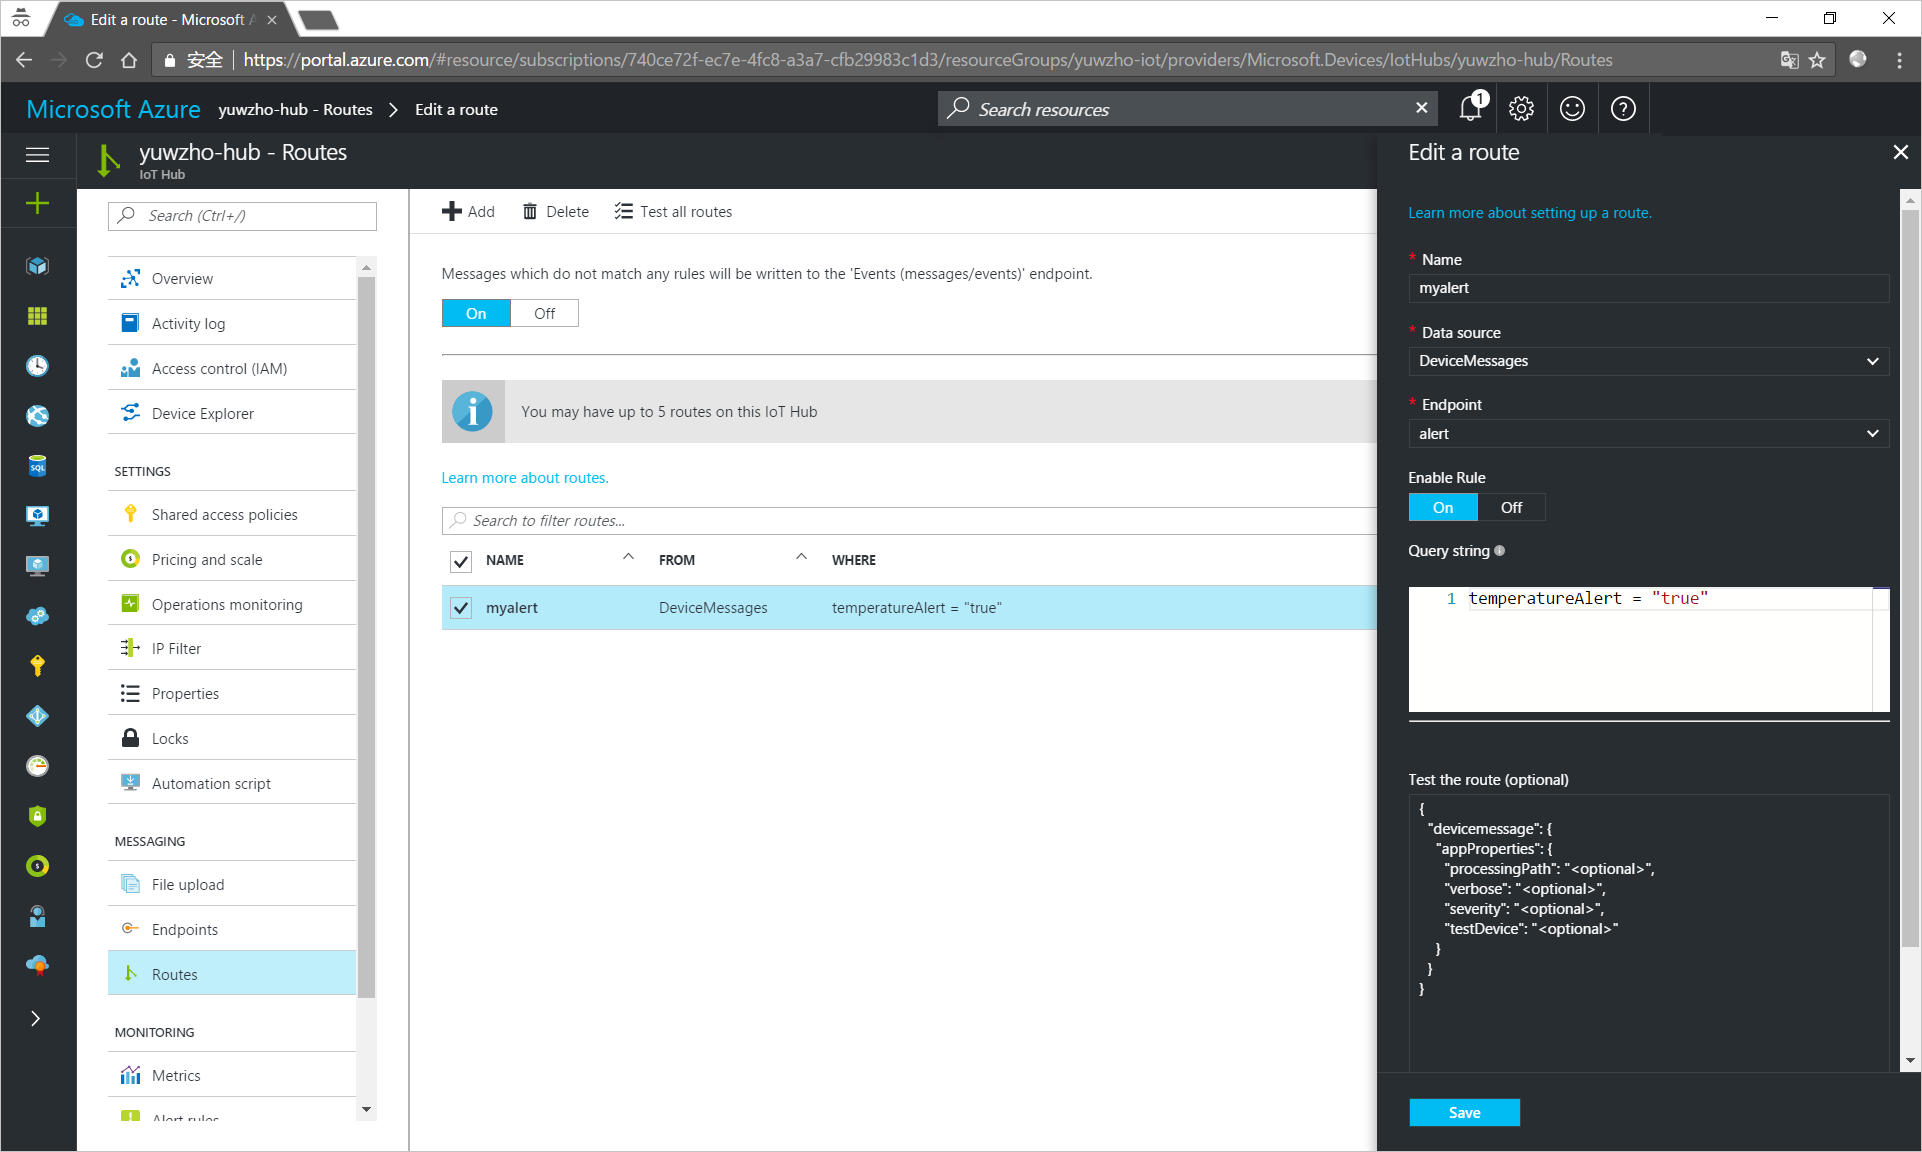 Edit a route - Microsoft A
安全
https://portal.azure.com/#resource/subscriptions/740ce72f-ec7e-4fc8-a3a7-cfb29983c1d3/resourceGroups/yuwzho-iot/providers/Microsoft.Devices/IotHubs/yuwzho-hub/Routes
Microsoft Azure yuwzho-hub - Routes > Edit a route
Search resources
1
yuwzho-hub - Routes
IoT Hub
Search (Ctrl+/)
Overview
Activity log
Access control (IAM)
Device Explorer
SETTINGS
Shared access policies
Pricing and scale
Operations monitoring
IP Filter
Properties
Locks
Automation script
MESSAGING
File upload
Endpoints
Routes
MONITORING
Metrics
Alert rules
Add Delete Test all routes
Messages which do not match any rules will be written to the 'Events (messages/events)' endpoint.
On Off
You may have up to 5 routes on this IoT Hub
Learn more about routes.
Search to filter routes...
NAME FROM WHERE
myalert DeviceMessages temperatureAlert = "true"
Edit a route
Learn more about setting up a route.
* Name
myalert
* Data source
DeviceMessages
* Endpoint
alert
Enable Rule
On Off
Query string
1 temperatureAlert = "true"
Test the route (optional)
{
"devicemessage": {
"appProperties": {
"processingPath": "<optional>",
"verbose": "<optional>",
"severity": "<optional>",
"testDevice": "<optional>"
}
}
}
Save